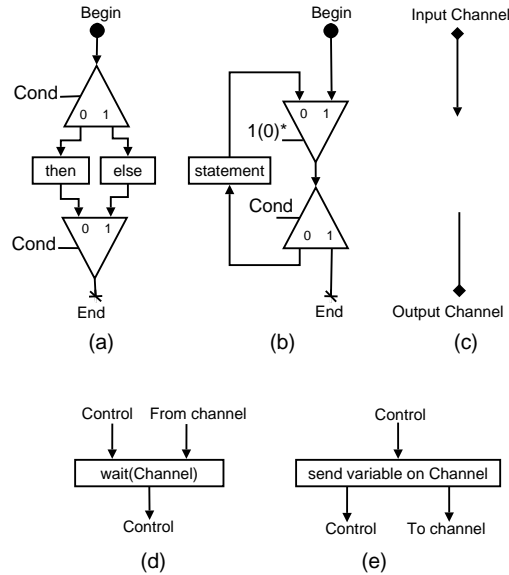 Begin
Cond
0 1
then
else
Cond
0 1
End
(a)
Begin
0 1
1(0)*
statement
Cond
0 1
End
(b)
Input Channel
Output Channel
(c)
Control
From channel
wait(Channel)
Control
(d)
Control
send variable on Channel
Control
To channel
(e)